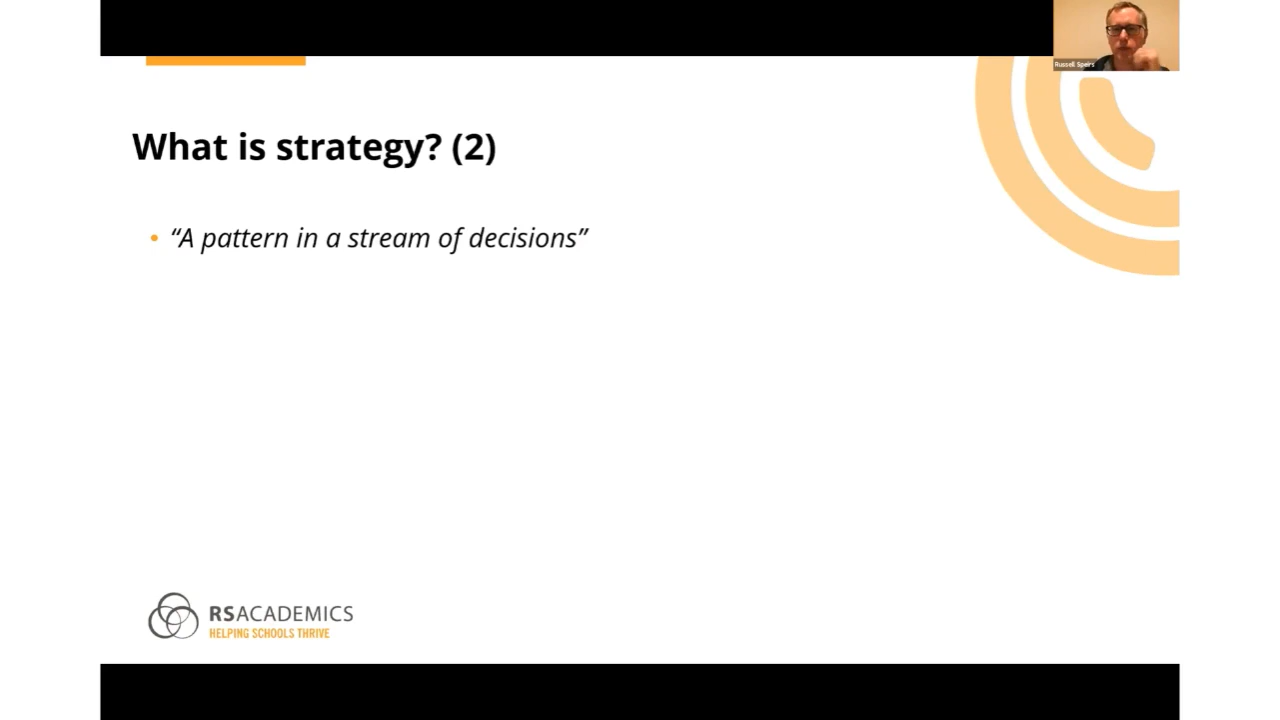 Russell Speirs
What is strategy? (2)
• “A pattern in a stream of decisions”
RSACADEMICS
HELPING SCHOOLS THRIVE